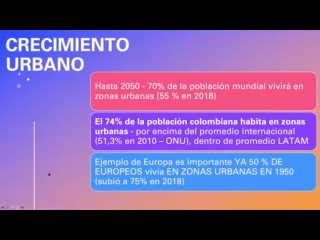 CRECIMIENTO
URBANO
Hasta 2050 - 70% de la población mundial vivirá en
zonas urbanas (55 % en 2018)
El 74% de la población colombiana habita en zonas
urbanas - por encima del promedio internacional
(51,3% en 2010 – ONU), dentro de promedio LATAM
Ejemplo de Europa es importante YA 50 % DE
EUROPEOS vivia EN ZONAS URBANAS EN 1950
(subió a 75% en 2018)